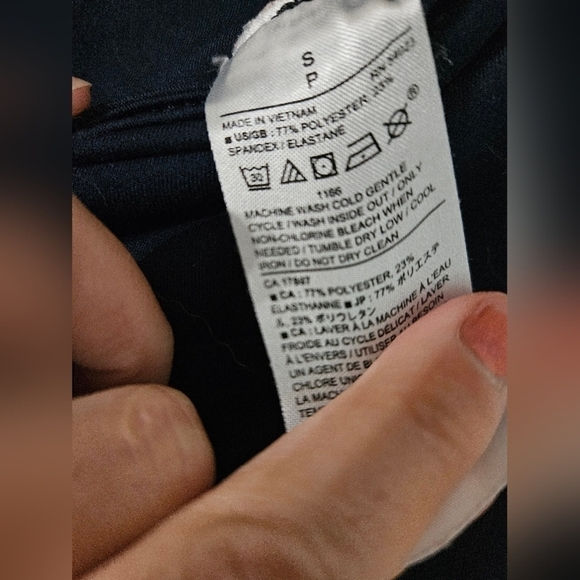 S
P
MADE IN VIETNAM
■ US/GB : 77% POLYESTER, 23%
SPANDEX / ELASTANE
30
®
1166
MACHINE WASH COLD GENTLE
CYCLE / WASH INSIDE OUT / ONLY
NON-CHLORINE BLEACH WHEN
NEEDED / TUMBLE DRY LOW / COOL
IRON / DO NOT DRY CLEAN
CA
■ CA : 77% POLYESTER, 23%
ELASTHANNE ■ JP : 77% ポリエステ
ル, 23% ポリウレタン
■ CA : LAVER À LA MACHINE À L'EAU
FROIDE AU CYCLE DÉLICAT / LAVER
À L'ENVERS / UTILISER AU BESOIN
UN AGENT DE
CHLORE
LA